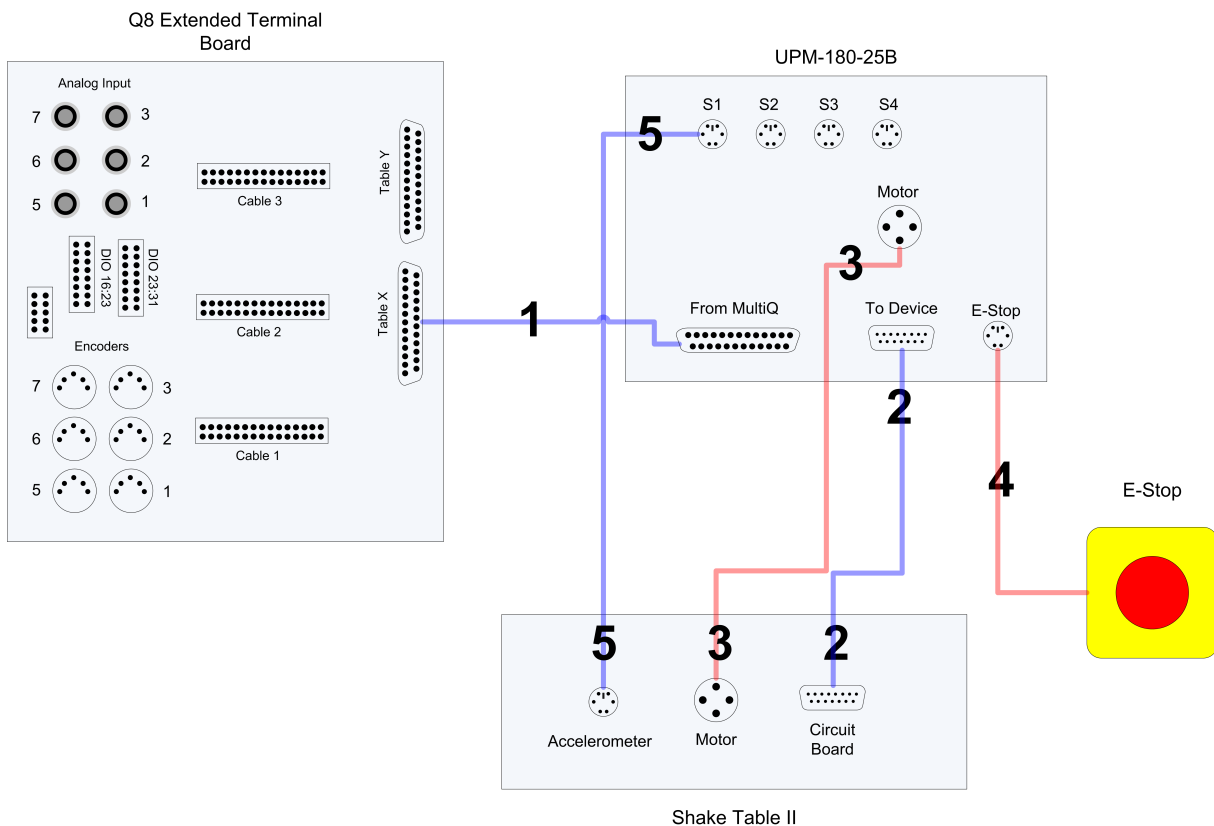 Q8 Extended Terminal
Board
Analog Input
7
3
6
2
5
1
Cable 3
Table Y
DIO 16:23
DIO 23:31
Cable 2
Table X
Encoders
7
3
6
2
5
1
Cable 1
1
UPM-180-25B
S1
S2
S3
S4
5
Motor
3
From MultiQ
To Device
E-Stop
2
4
E-Stop
5
3
2
Accelerometer
Motor
Circuit
Board
Shake Table II